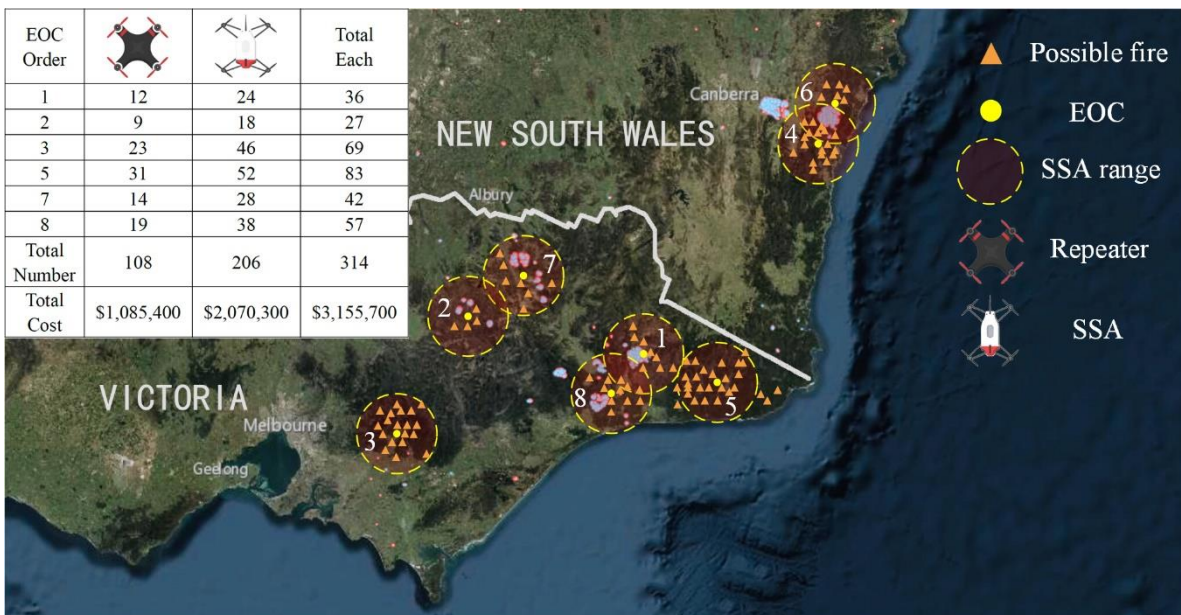 EOC Order Total Each
1 12 24 36
2 9 18 27
3 23 46 69
5 31 52 83
7 14 28 42
8 19 38 57
Total Number 108 206 314
Total Cost $1,085,400 $2,070,300 $3,155,700
Possible fire
EOC
SSA range
Repeater
SSA
Canberra
6
4
NEW SOUTH WALES
Albury
7
2
1
8
5
VICTORIA
Melbourne
3
Geelong